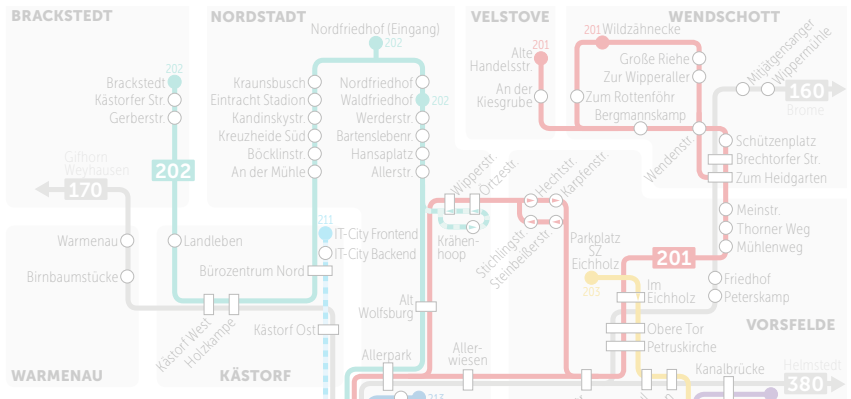 BRACKSTEDT
NORDSTADT
VELSTOVE
WENDSCHOTT
Nordfriedhof (Eingang)
202
201
Wildzähnecke
Alte
Handelsstr.
201
An der
Kiesgrube
Große Riehe
Zur Wipperaller
Zum Rottenföhr
Bergmannskamp
Mitjätgensanger
Wippermühle
160
Brome
202
Brackstedt
Kästorfer Str.
Gerberstr.
Kraunsbusch
Eintracht Stadion
Kandinskystr.
Kreuzheide Süd
Böcklinstr.
An der Mühle
Nordfriedhof
Waldfriedhof
202
Werderstr.
Bartenslebenr.
Hansaplatz
Allerstr.
Wendenstr.
Schützenplatz
Brechtorfer Str.
Zum Heidgarten
Gifhorn
Weyhausen
170
202
Wipperstr.
Örtzestr.
Hechtstr.
Karpfenstr.
Meinstr.
Thorner Weg
Mühlenweg
211
IT-City Frontend
IT-City Backend
Krähen-
hoop
Stichlingstr.
Steinbeißerstr.
Parkplatz
SZ
Eichholz
203
201
Warmenau
Birnbaumstücke
Landleben
Bürozentrum Nord
Alt
Wolfsburg
Im
Eichholz
Friedhof
Peterskamp
Kästorf West
Holzkampe
Kästorf Ost
Obere Tor
Petruskirche
VORSFELDE
Allerpark
Aller-
wiesen
Kanalbrücke
Helmstedt
380
WARMENAU
KÄSTORF
213